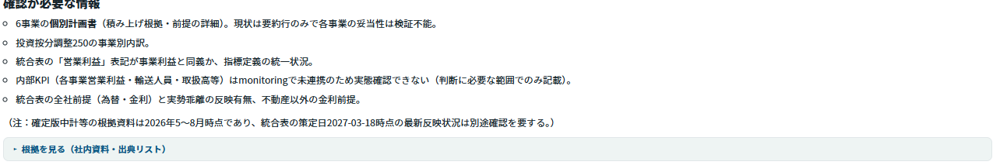 確認が必要な情報
6事業の個別計画書（積み上げ根拠・前提の詳細）。現状は要約行のみで各事業の妥当性は検証不能。
投資按分調整250の事業別内訳。
統合表の「営業利益」表記が事業利益と同義か、指標定義の統一状況。
内部KPI（各事業営業利益・輸送人員・取扱高等）はmonitoringで未連携のため実態確認できない（判断に必要な範囲でのみ記載）。
統合表の全社前提（為替・金利）と実勢乖離の反映有無、不動産以外の金利前提。
（注：確定版中計等の根拠資料は2026年5〜8月時点であり、統合表の策定日2027-03-18時点の最新反映状況は別途確認を要する。）
根拠を見る（社内資料・出典リスト）